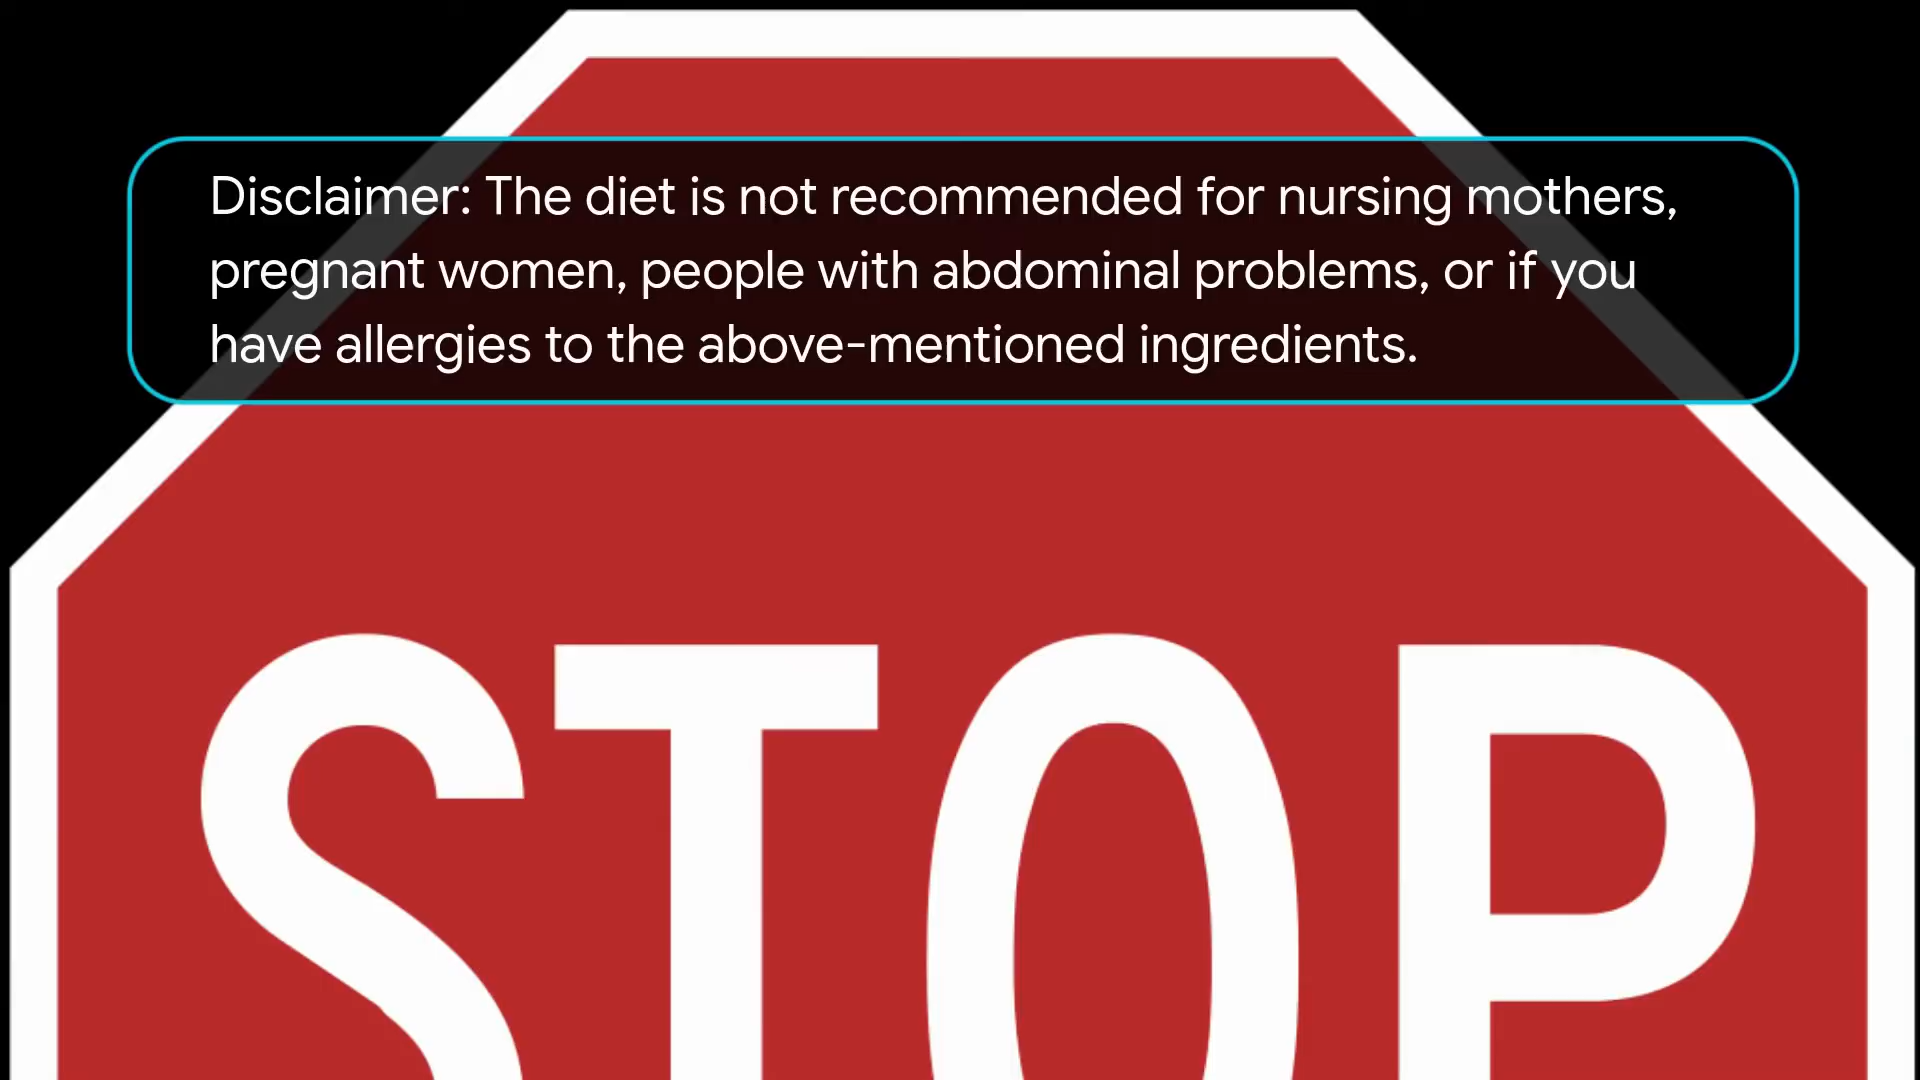 Disclaimer: The diet is not recommended for nursing mothers,
pregnant women, people with abdominal problems, or if you
have allergies to the above-mentioned ingredients.
STOP